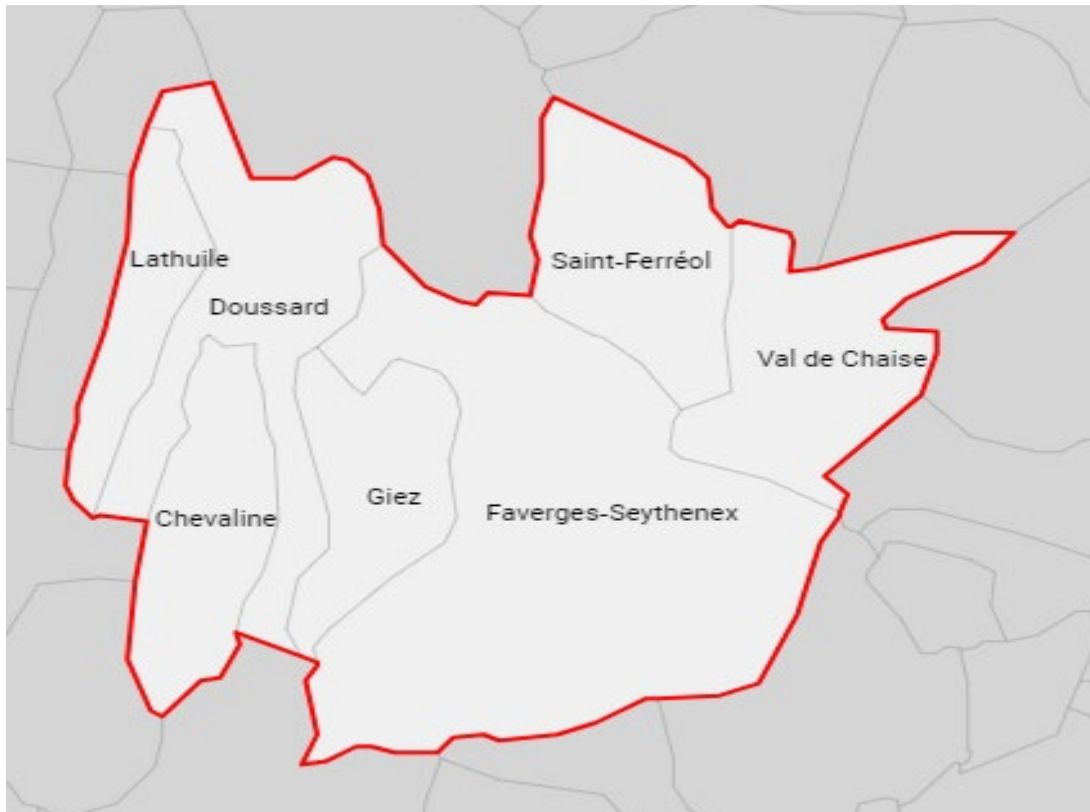 Lathuile
Saint-Ferréol
Doussard
Val de Chaise
Giez
Faverges-Seythenex
Chevaline